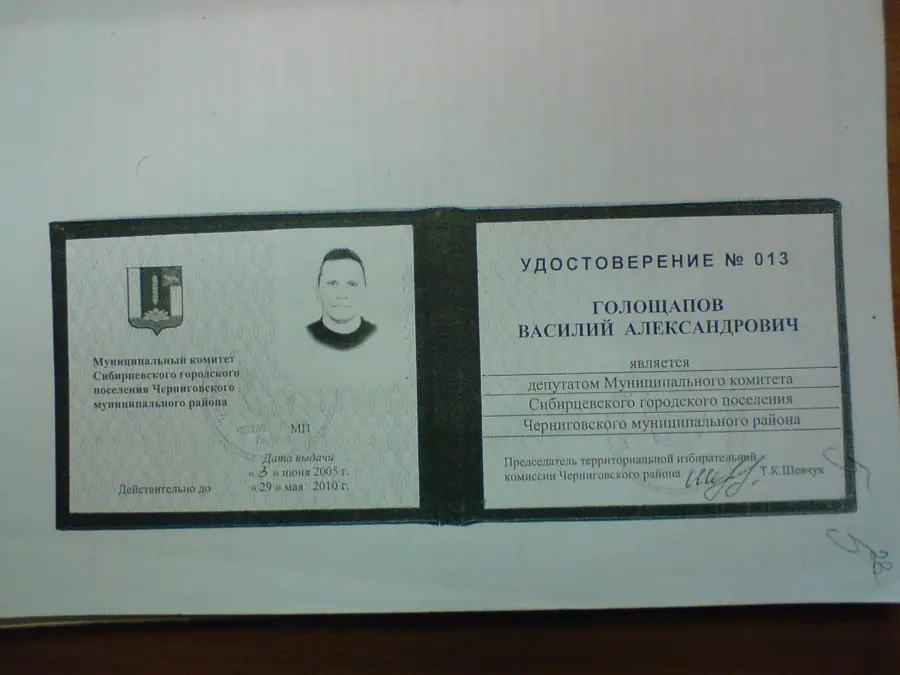 Муниципальный комитет
Сибирцевского городского
поселения Черниговского
муниципального района
МП
Дата выдачи
« 3 » июня 2005 г.
Действительно до «29» мая 2010 г.
УДОСТОВЕРЕНИЕ № 013
ГОЛОЩАПОВ
ВАСИЛИЙ АЛЕКСАНДРОВИЧ
является
депутатом Муниципального комитета
Сибирцевского городского поселения
Черниговского муниципального района
Председатель территориальной избирательной
комиссии Черниговского района Т.К.Шевчук
28